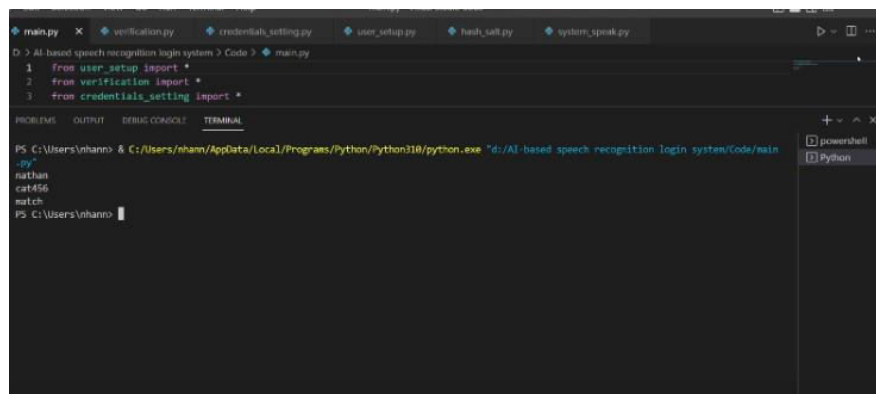 main.py × verification.py credentials_setting.py user_setup.py hash_salt.py system_speak.py
D: > AI-based speech recognition login system > Code > main.py
1 from user_setup import *
2 from verification import *
3 from credentials_setting import *
PROBLEMS OUTPUT DEBUG CONSOLE TERMINAL
powershell
Python
PS C:\Users\nhann> & C:/Users/nhann/AppData/Local/Programs/Python/Python310/python.exe "d:/AI-based speech recognition login system/Code/main
.py"
nathan
cat456
match
PS C:\Users\nhann>